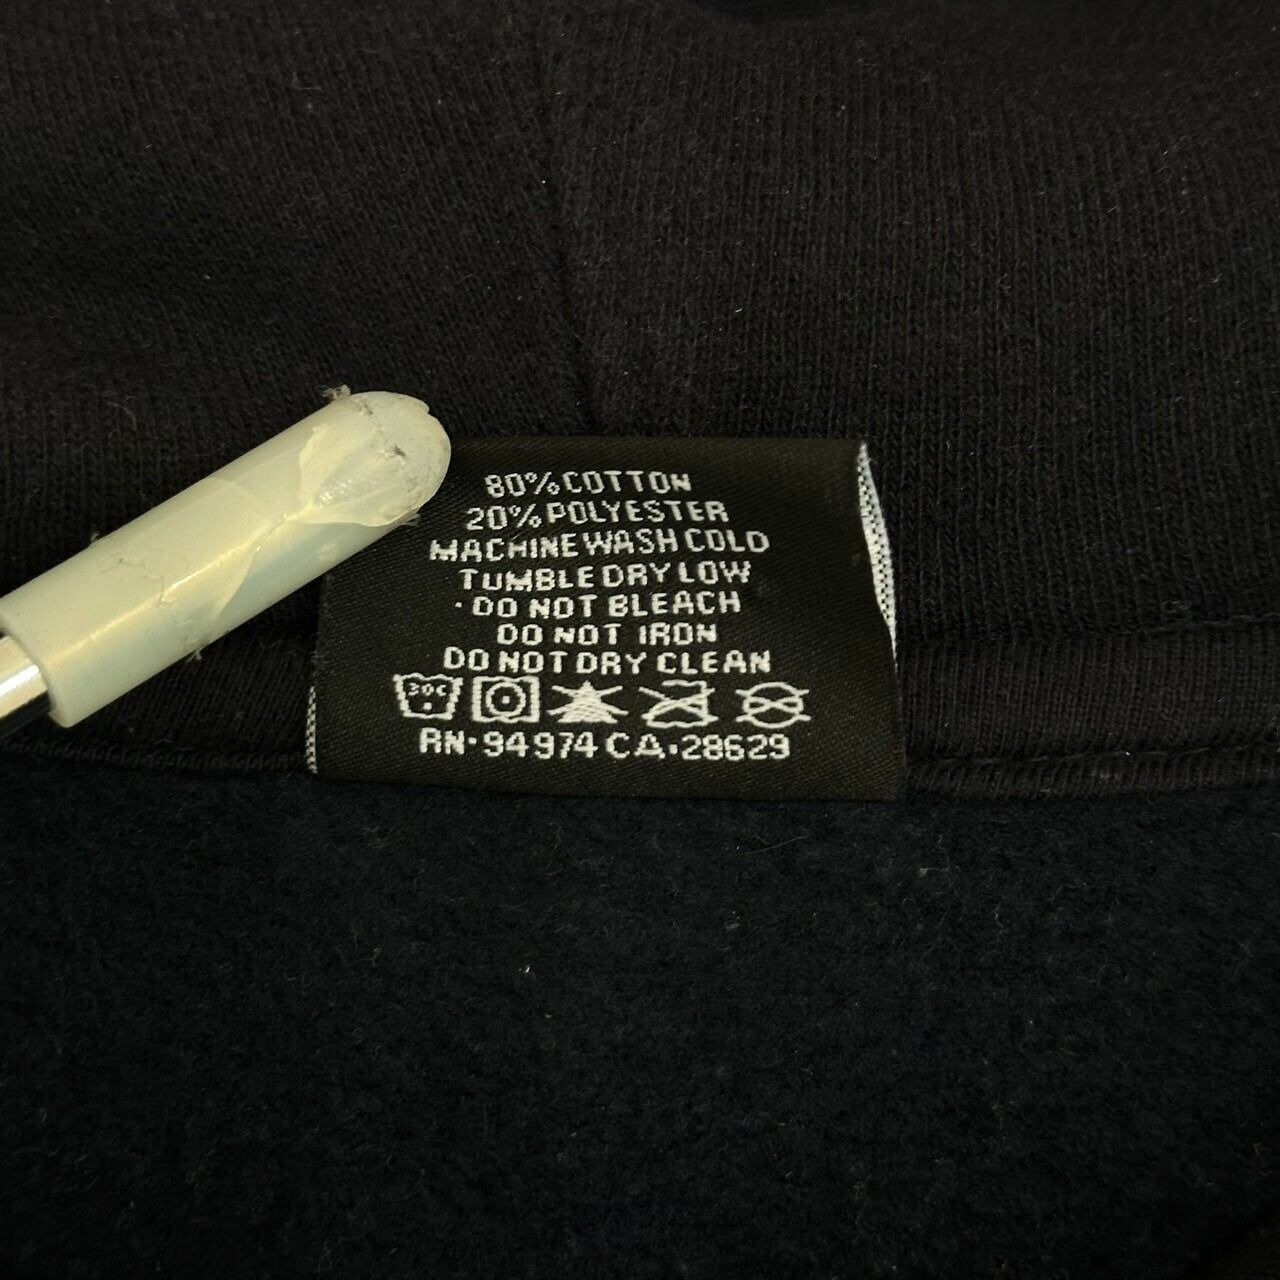 80% COTTON
20% POLYESTER
MACHINE WASH COLD
TUMBLE DRY LOW
· DO NOT BLEACH
DO NOT IRON
DO NOT DRY CLEAN
30C
RN·94974 CA·28629